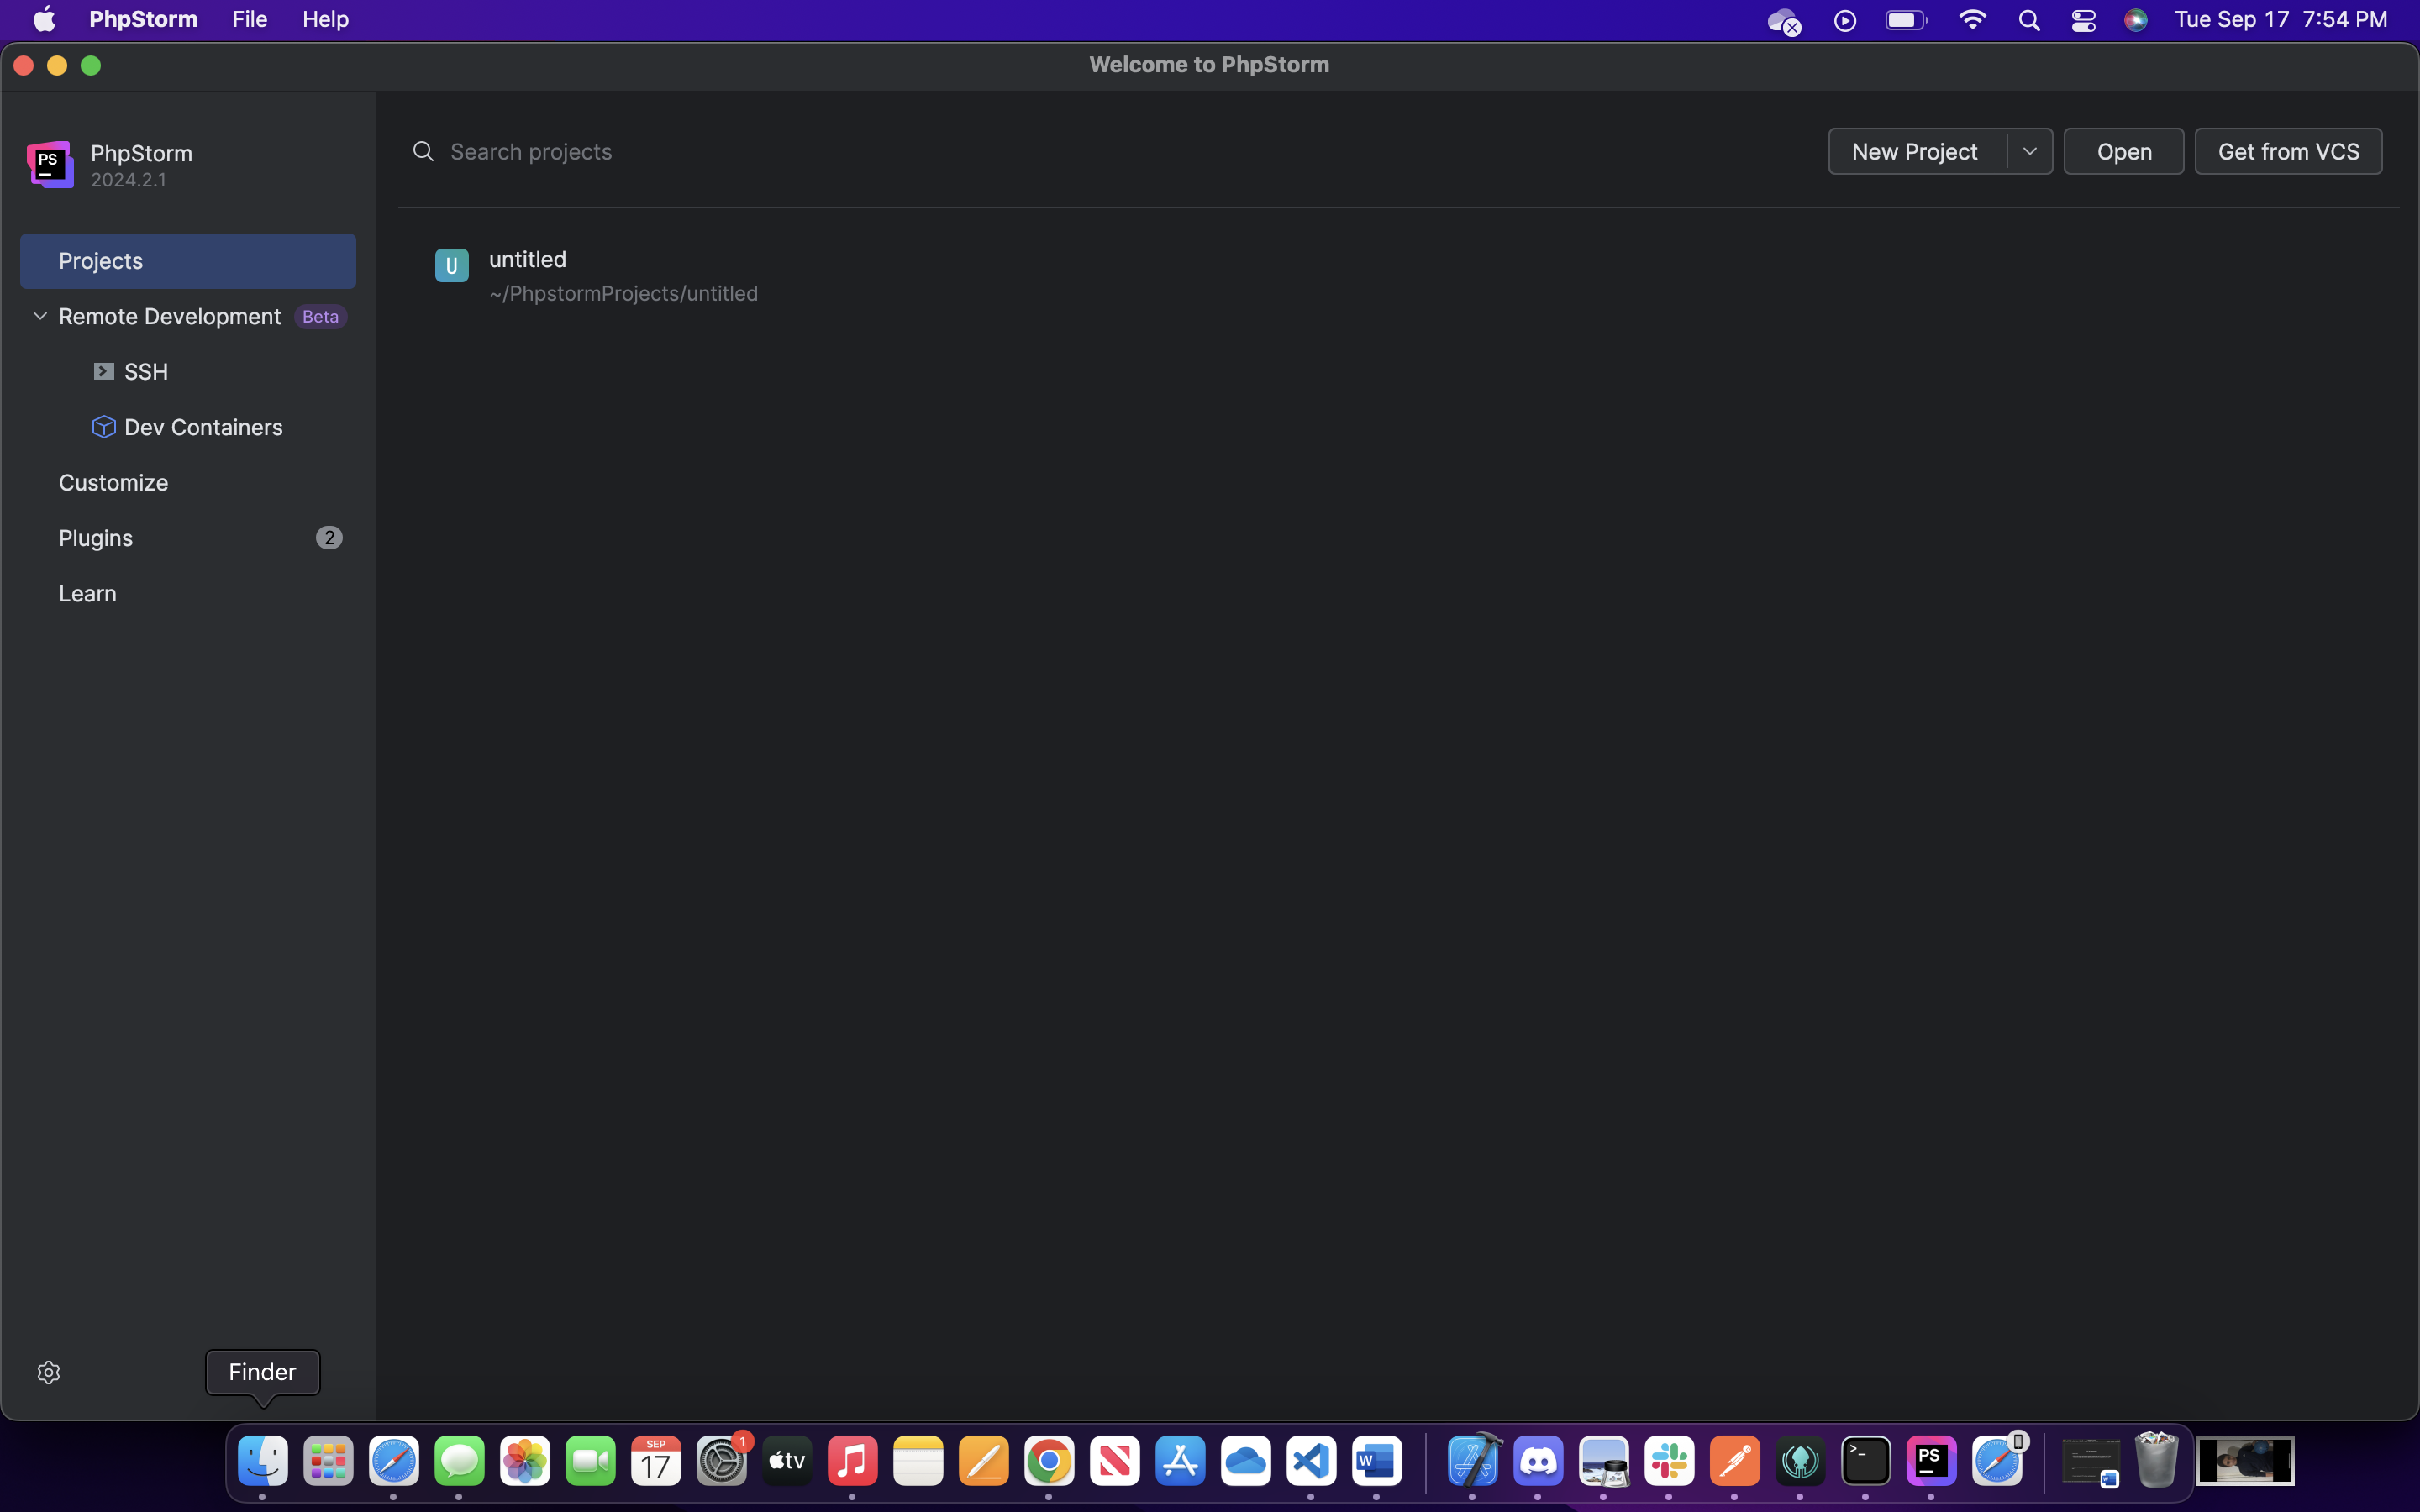 PhpStorm File Help
Tue Sep 17 7:54 PM
Welcome to PhpStorm
PS
PhpStorm
2024.2.1
Search projects
New Project
Open
Get from VCS
Projects
Remote Development Beta
SSH
Dev Containers
Customize
Plugins 2
Learn
U
untitled
~/PhpstormProjects/untitled
Finder
SEP
17
1
tv
W
>_
PS